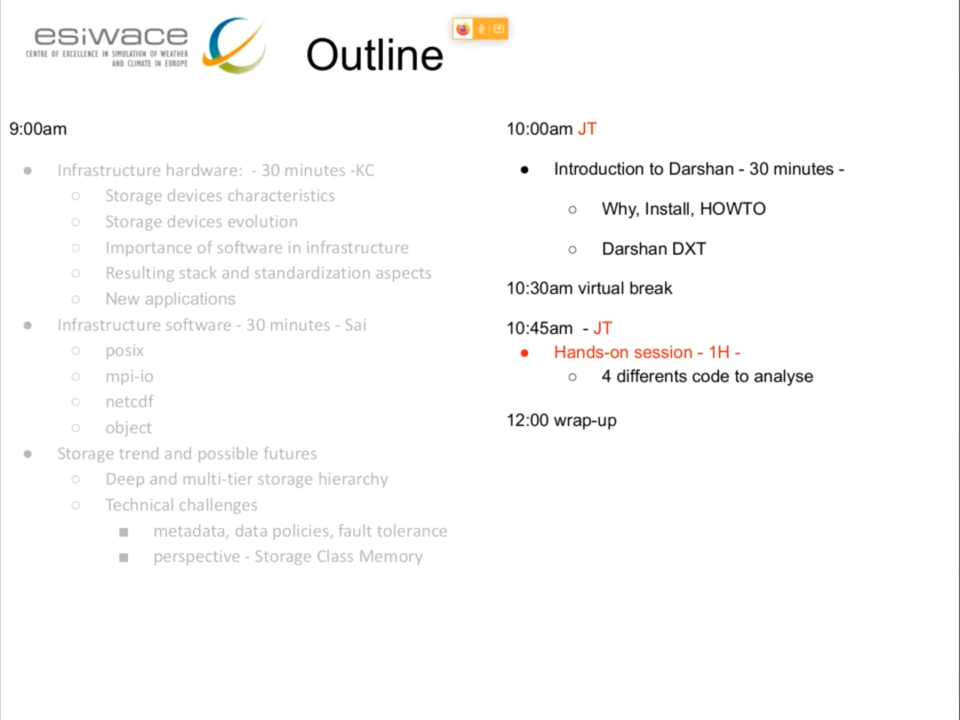 esiwace
CENTRE OF EXCELLENCE IN SIMULATION OF WEATHER
AND CLIMATE IN EUROPE
Outline
9:00am
● Infrastructure hardware: - 30 minutes -KC
○ Storage devices characteristics
○ Storage devices evolution
○ Importance of software in infrastructure
○ Resulting stack and standardization aspects
○ New applications
● Infrastructure software - 30 minutes - Sai
○ posix
○ mpi-io
○ netcdf
○ object
● Storage trend and possible futures
○ Deep and multi-tier storage hierarchy
○ Technical challenges
■ metadata, data policies, fault tolerance
■ perspective - Storage Class Memory
10:00am JT
● Introduction to Darshan - 30 minutes -
○ Why, Install, HOWTO
○ Darshan DXT
10:30am virtual break
10:45am - JT
● Hands-on session - 1H -
○ 4 differents code to analyse
12:00 wrap-up